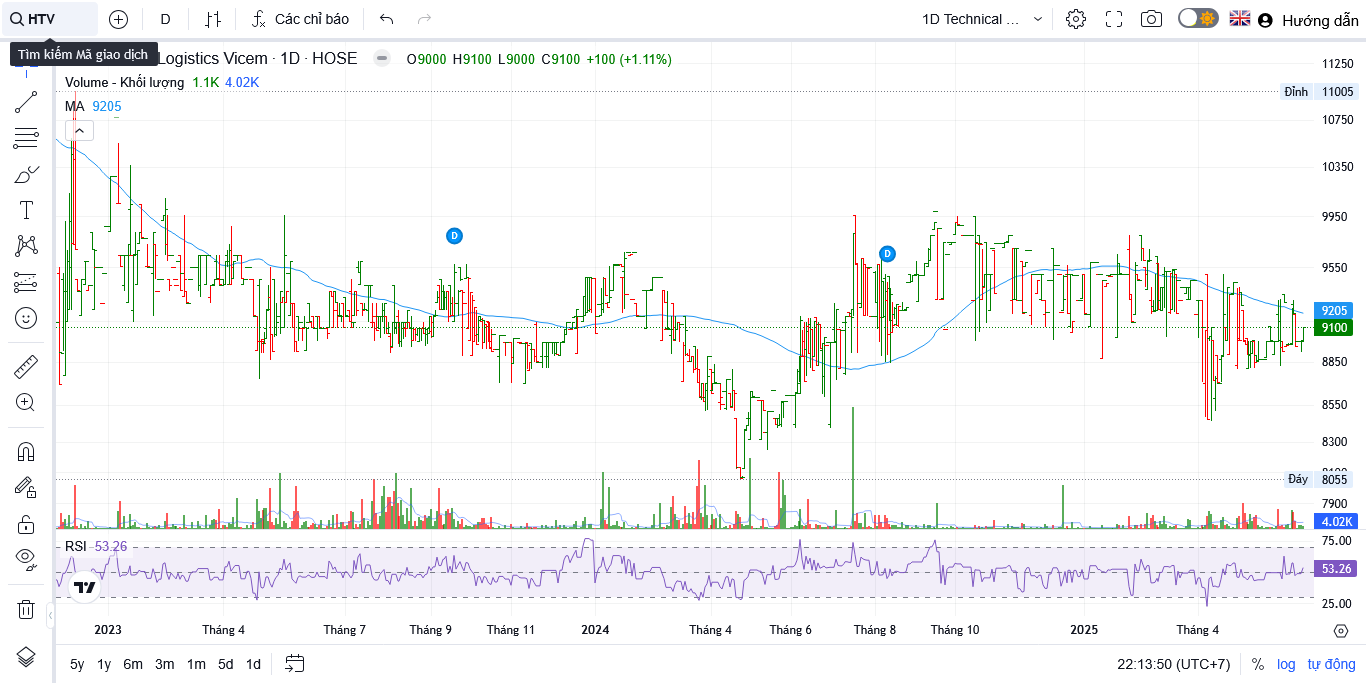 HTV
D
Các chỉ báo
1D Technical ...
Hướng dẫn
Tìm kiếm Mã giao dịch
Logistics Vicem · 1D · HOSE
O9000 H9100 L9000 C9100 +100 (+1.11%)
Volume - Khối lượng 1.1K 4.02K
MA 9205
11250
Đỉnh 11005
10750
10350
9950
D
D
9550
9205
9100
8850
8550
8300
Đáy 8055
7900
4.02K
RSI 53.26
75.00
53.26
25.00
2023 Tháng 4 Tháng 7 Tháng 9 Tháng 11 2024 Tháng 4 Tháng 6 Tháng 8 Tháng 10 2025 Tháng 4
5y 1y 6m 3m 1m 5d 1d
22:13:50 (UTC+7) % log tự động